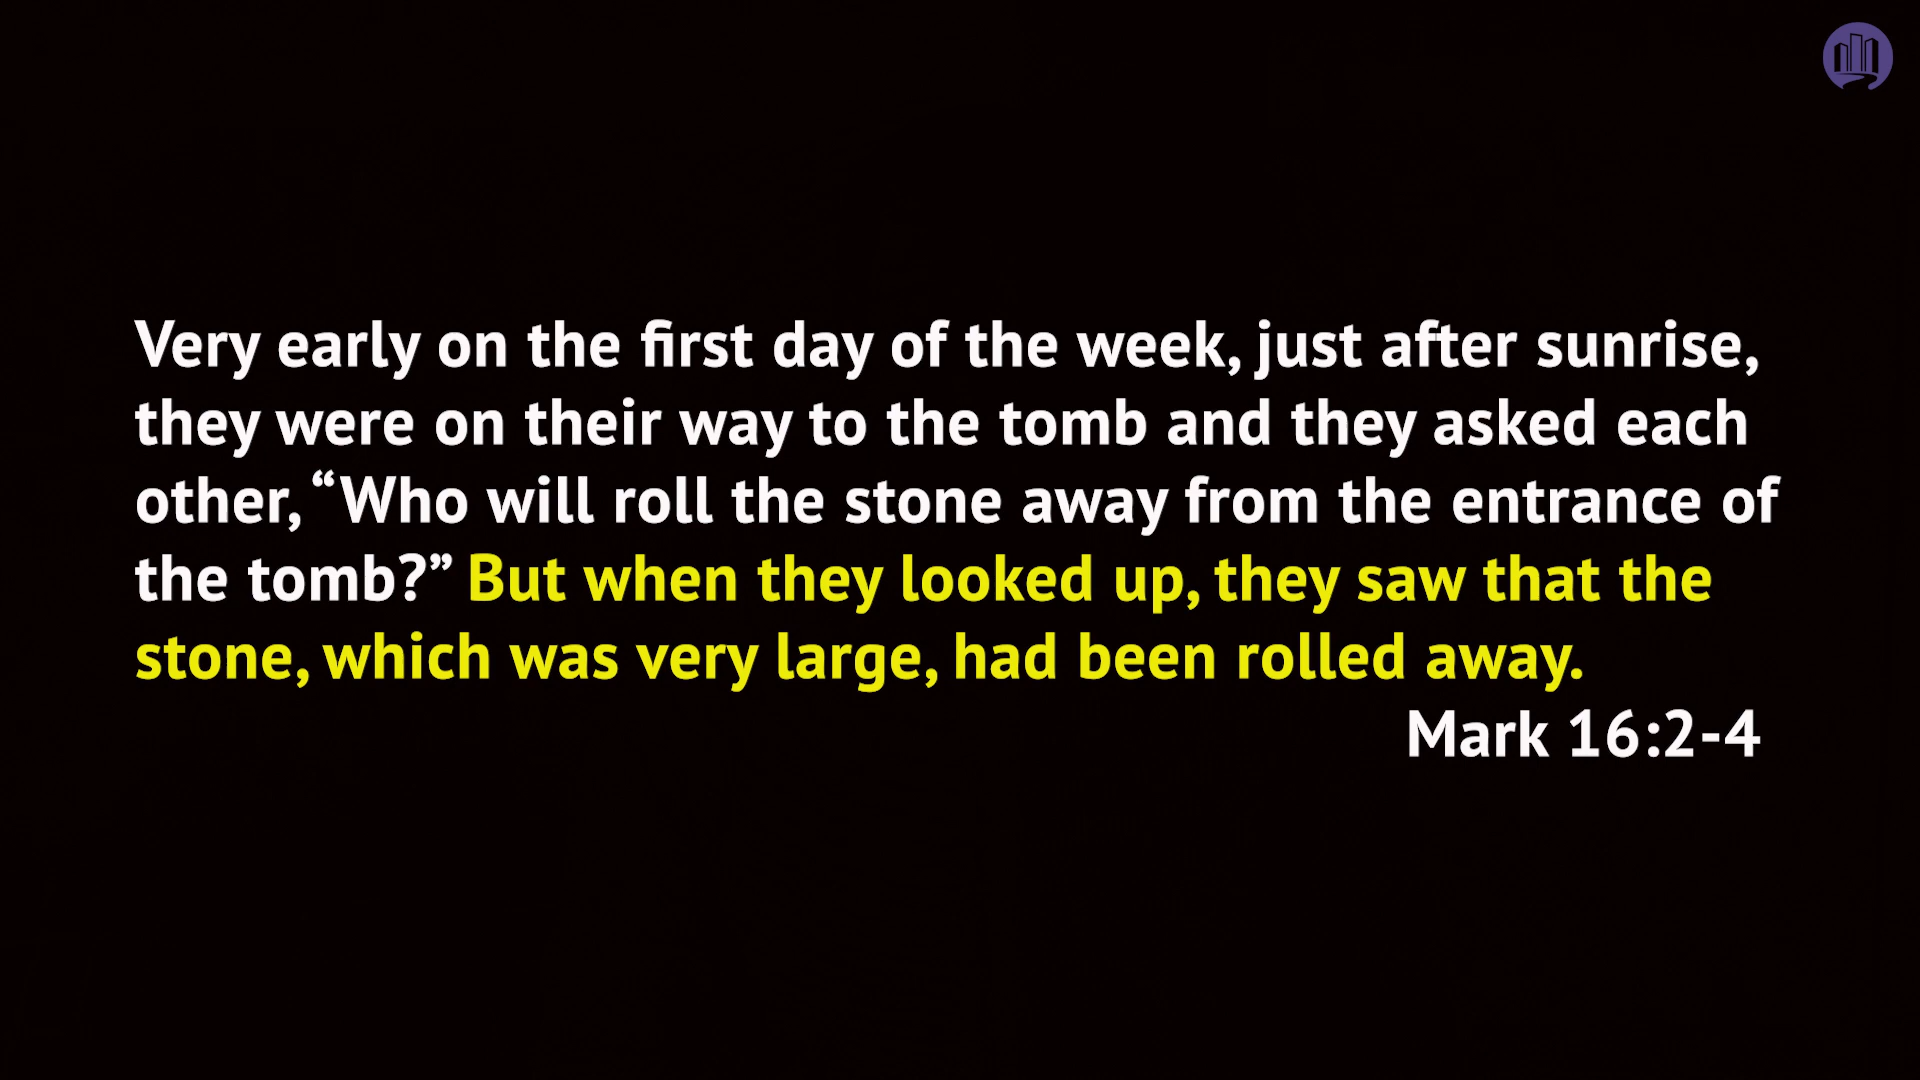 Very early on the first day of the week, just after sunrise,
they were on their way to the tomb and they asked each
other, “Who will roll the stone away from the entrance of
the tomb?” But when they looked up, they saw that the
stone, which was very large, had been rolled away.
Mark 16:2-4